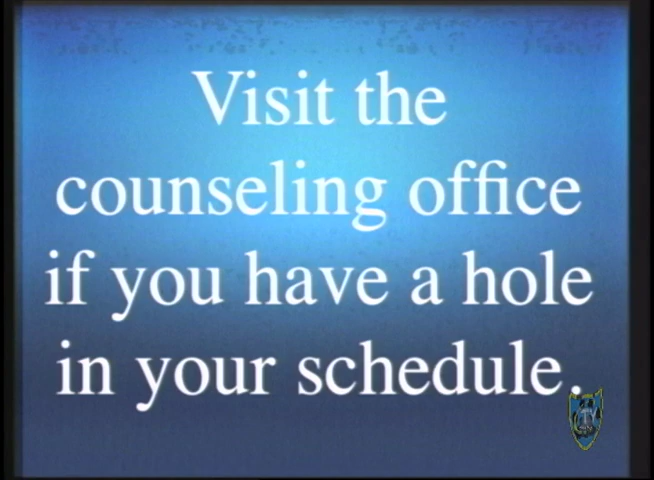 Visit the
counseling office
if you have a hole
in your schedule.